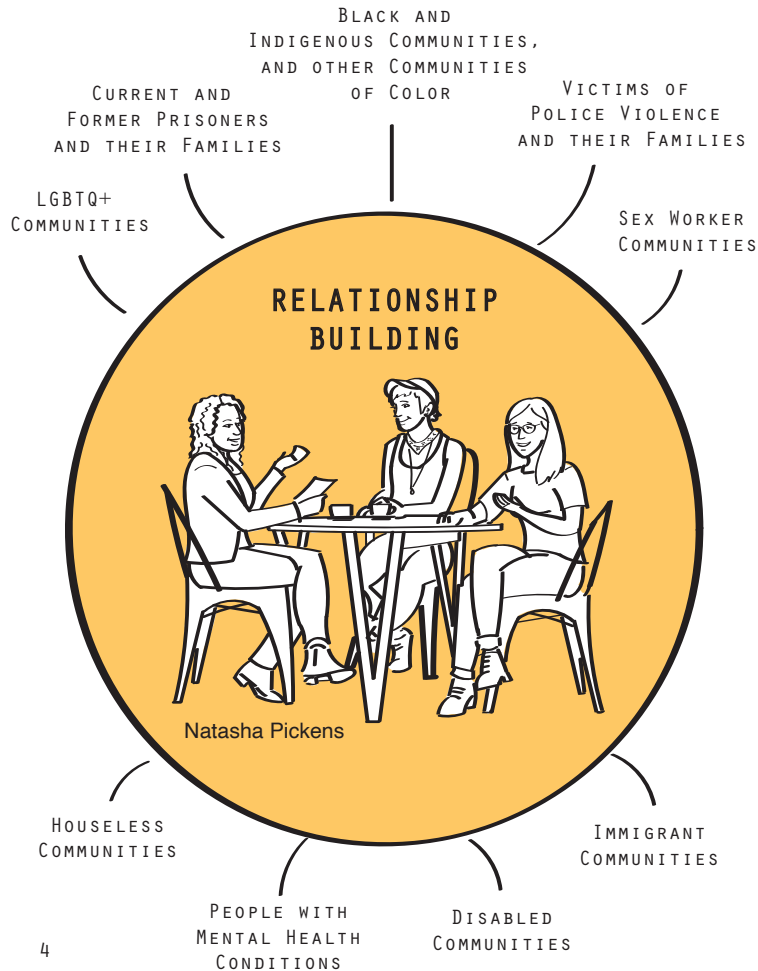 Black and
Indigenous Communities,
and other Communities
of Color
Current and
Former Prisoners
and their Families
Victims of
Police Violence
and their Families
LGBTQ+
Communities
Sex Worker
Communities
RELATIONSHIP
BUILDING
Natasha Pickens
Houseless
Communities
Immigrant
Communities
People with
Mental Health
Conditions
Disabled
Communities
4